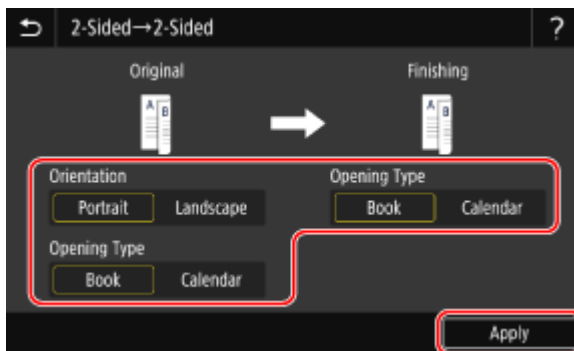 2-Sided→2-Sided ?
Original Finishing
A B A B
Orientation Opening Type
Portrait Landscape Book Calendar
Opening Type
Book Calendar
Apply